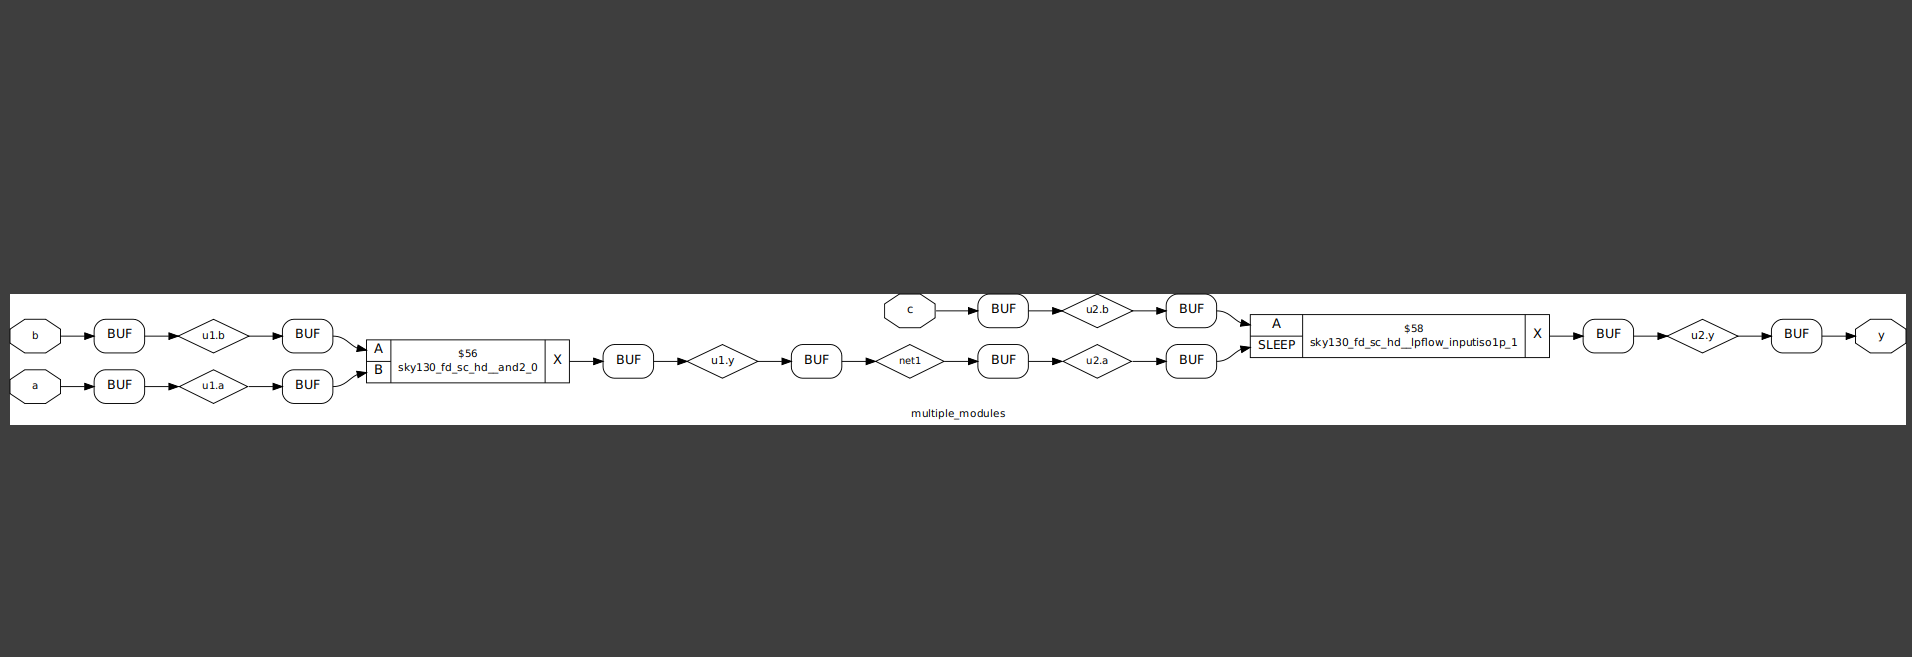 c
BUF
u2.b
BUF
b
BUF
u1.b
BUF
A
B
$56
sky130_fd_sc_hd__and2_0
X
BUF
u1.y
BUF
net1
BUF
u2.a
BUF
A
SLEEP
$58
sky130_fd_sc_hd__lpflow_inputiso1p_1
X
BUF
u2.y
BUF
y
a
BUF
u1.a
BUF
multiple_modules